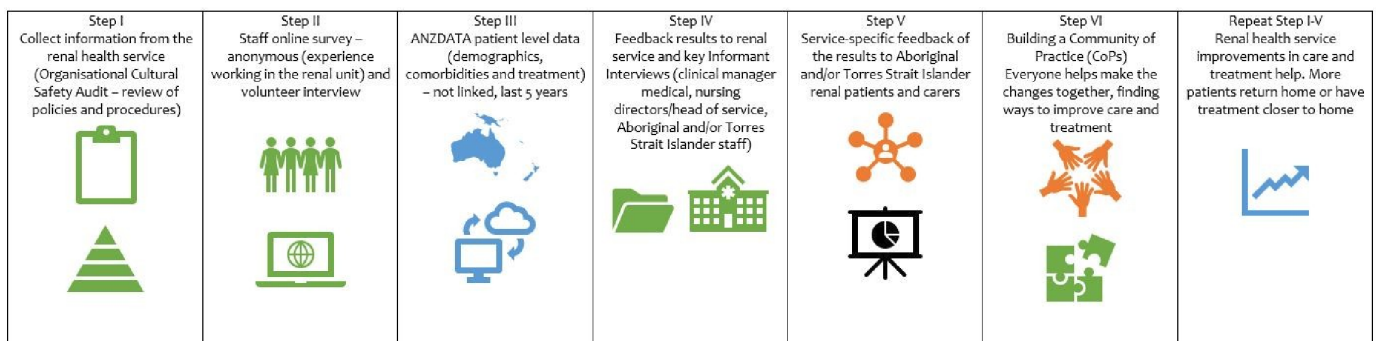 Step I
Collect information from the
renal health service
(Organisational Cultural
Safety Audit – review of
policies and procedures)
Step II
Staff online survey –
anonymous (experience
working in the renal unit) and
volunteer interview
Step III
ANZDATA patient level data
(demographics,
comorbidities and treatment)
– not linked, last 5 years
Step IV
Feedback results to renal
service and key Informant
Interviews (clinical manager
medical, nursing
directors/head of service,
Aboriginal and/or Torres
Strait Islander staff)
Step V
Service-specific feedback of
the results to Aboriginal
and/or Torres Strait Islander
renal patients and carers
Step VI
Building a Community of
Practice (CoPs)
Everyone helps make the
changes together, finding
ways to improve care and
treatment
Repeat Step I-V
Renal health service
improvements in care and
treatment help. More
patients return home or have
treatment closer to home